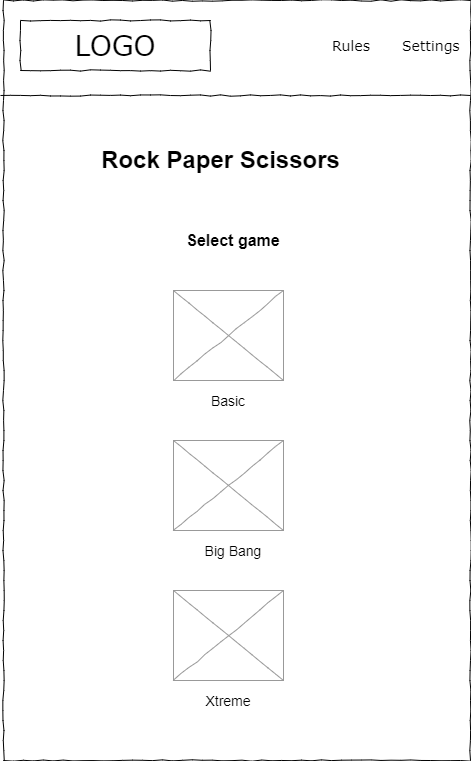 LOGO
Rules
Settings
Rock Paper Scissors
Select game
Basic
Big Bang
Xtreme